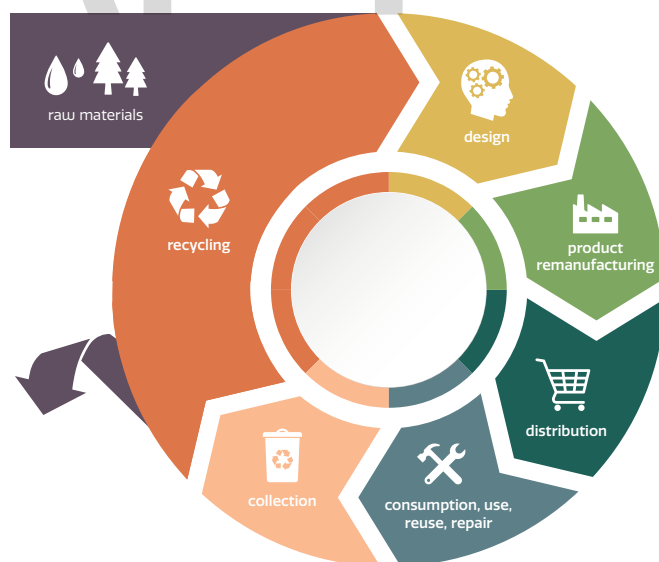 raw materials
design
recycling
product
remanufacturing
distribution
collection
consumption, use,
reuse, repair